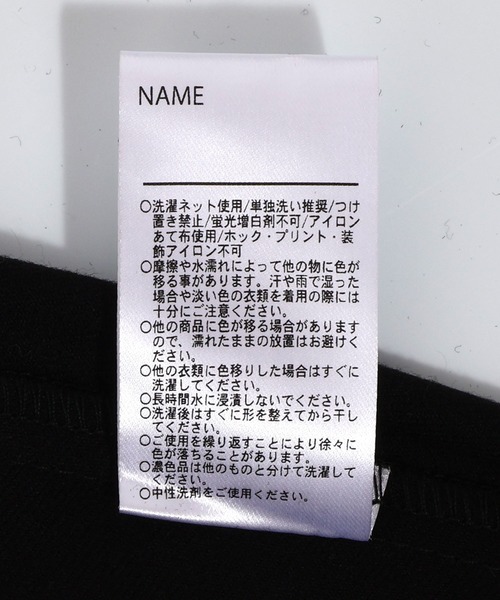 NAME
○洗濯ネット使用/単独洗い推奨/つけ
置き禁止/蛍光増白剤不可/アイロン
あて布使用/ホック・プリント・装
飾アイロン不可
○摩擦や水濡れによって他の物に色が
移る事があります。汗や雨で湿った
場合や淡い色の衣類を着用の際には
十分にご注意ください。
○他の商品に色が移る場合があります
ので、濡れたままの放置はお避けく
ださい。
○他の衣類に色移りした場合はすぐに
洗濯してください。
○長時間水に浸漬しないでください。
○洗濯後はすぐに形を整えてから干し
てください。
○ご使用を繰り返すことにより徐々に
色が落ちることがあります。
○濃色品は他のものと分けて洗濯して
ください。
○中性洗剤をご使用ください。